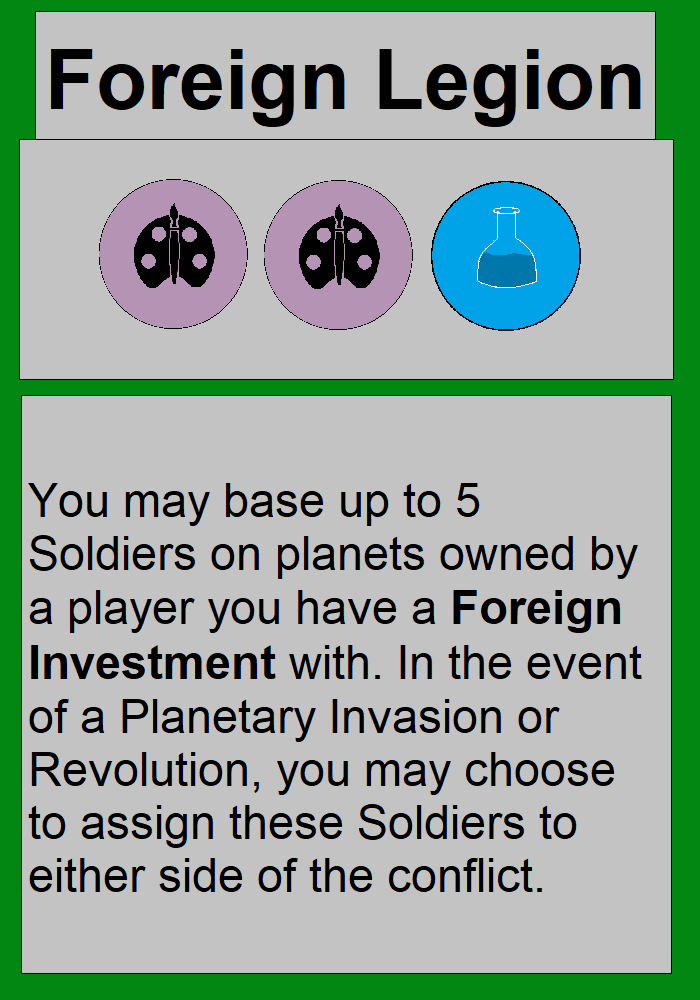 Foreign Legion
You may base up to 5
Soldiers on planets owned by
a player you have a Foreign
Investment with. In the event
of a Planetary Invasion or
Revolution, you may choose
to assign these Soldiers to
either side of the conflict.